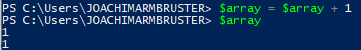 PS C:\Users\JOACHIMARMBRUSTER> $array = $array + 1
PS C:\Users\JOACHIMARMBRUSTER> $array
1
1